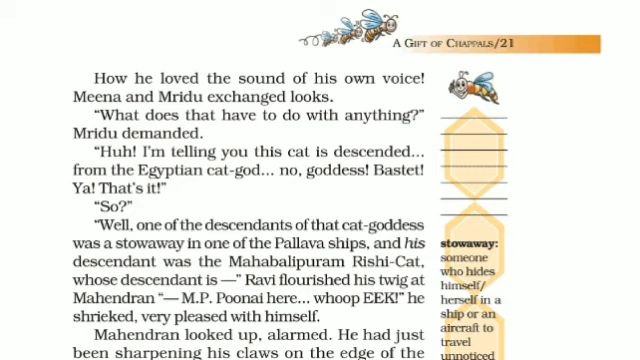 A GIFT OF CHAPPALS/21
How he loved the sound of his own voice!
Meena and Mridu exchanged looks.
“What does that have to do with anything?”
Mridu demanded.
“Huh! I'm telling you this cat is descended...
from the Egyptian cat-god... no, goddess! Bastet!
Ya! That's it!”
“So?”
“Well, one of the descendants of that cat-goddess
was a stowaway in one of the Pallava ships, and his
descendant was the Mahabalipuram Rishi-Cat,
whose descendant is —” Ravi flourished his twig at
Mahendran “— M.P. Poonai here... whoop EEK!” he
shrieked, very pleased with himself.
Mahendran looked up, alarmed. He had just
been sharpening his claws on the edge of the
stowaway:
someone
who hides
himself/
herself in a
ship or an
aircraft to
travel
unnoticed